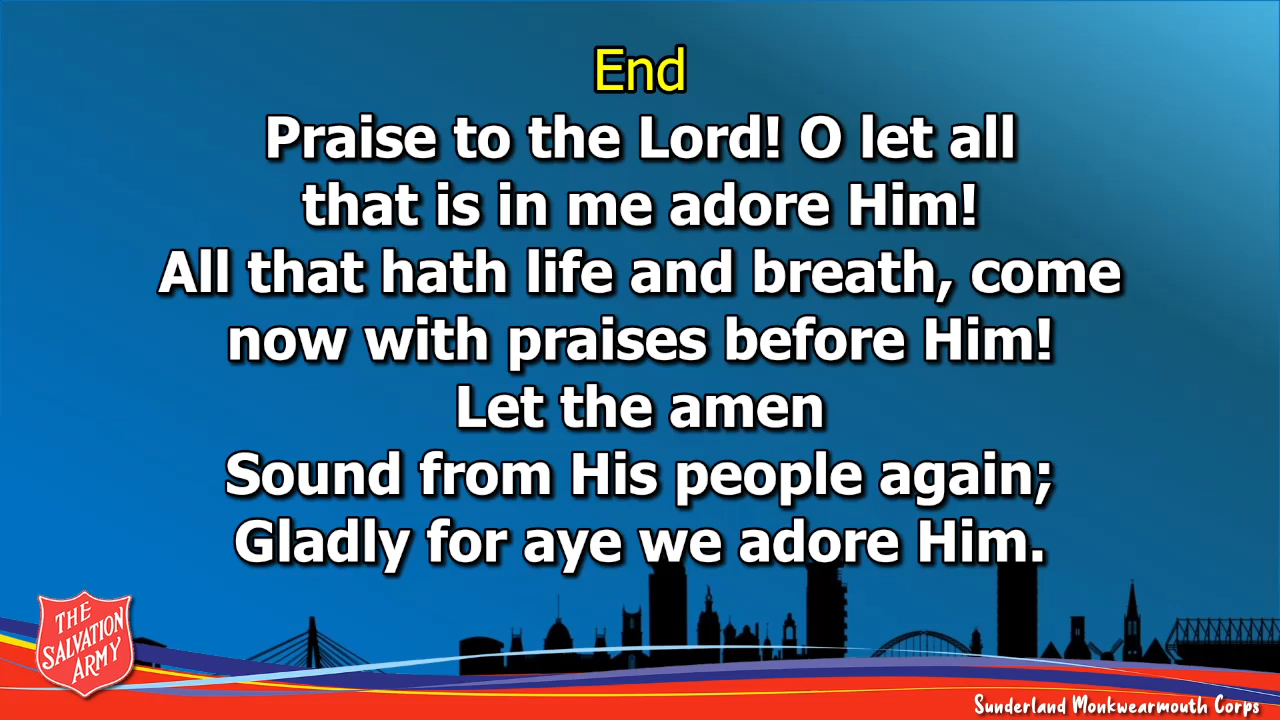 End
Praise to the Lord! O let all
that is in me adore Him!
All that hath life and breath, come
now with praises before Him!
Let the amen
Sound from His people again;
Gladly for aye we adore Him.
THE
SALVATION
ARMY
Sunderland Monkwearmouth Corps